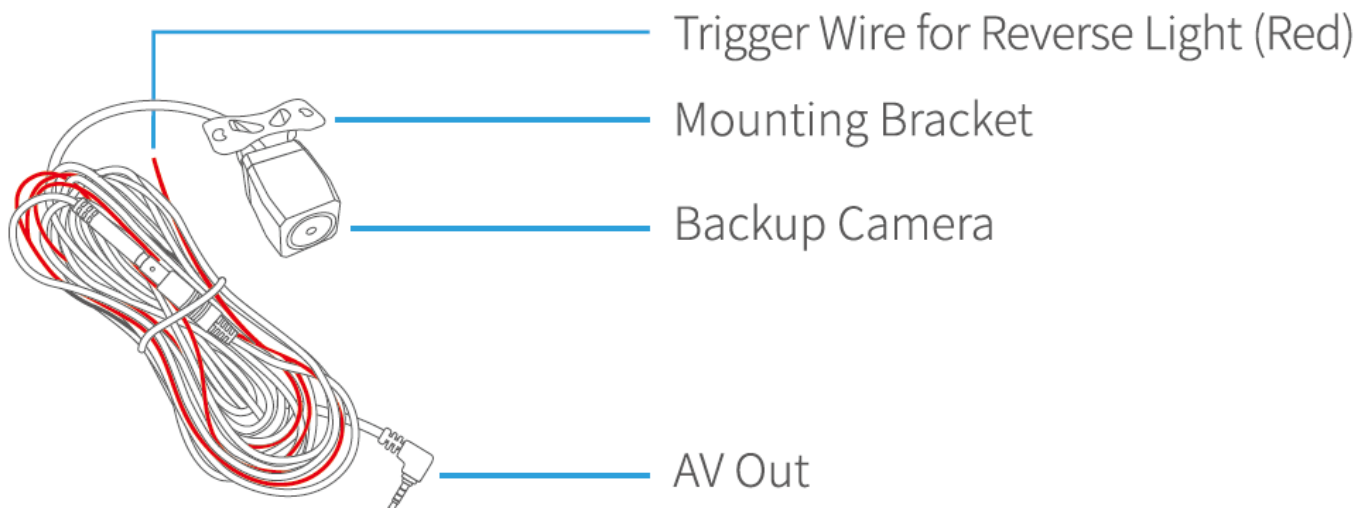 Trigger Wire for Reverse Light (Red)
Mounting Bracket
Backup Camera
AV Out